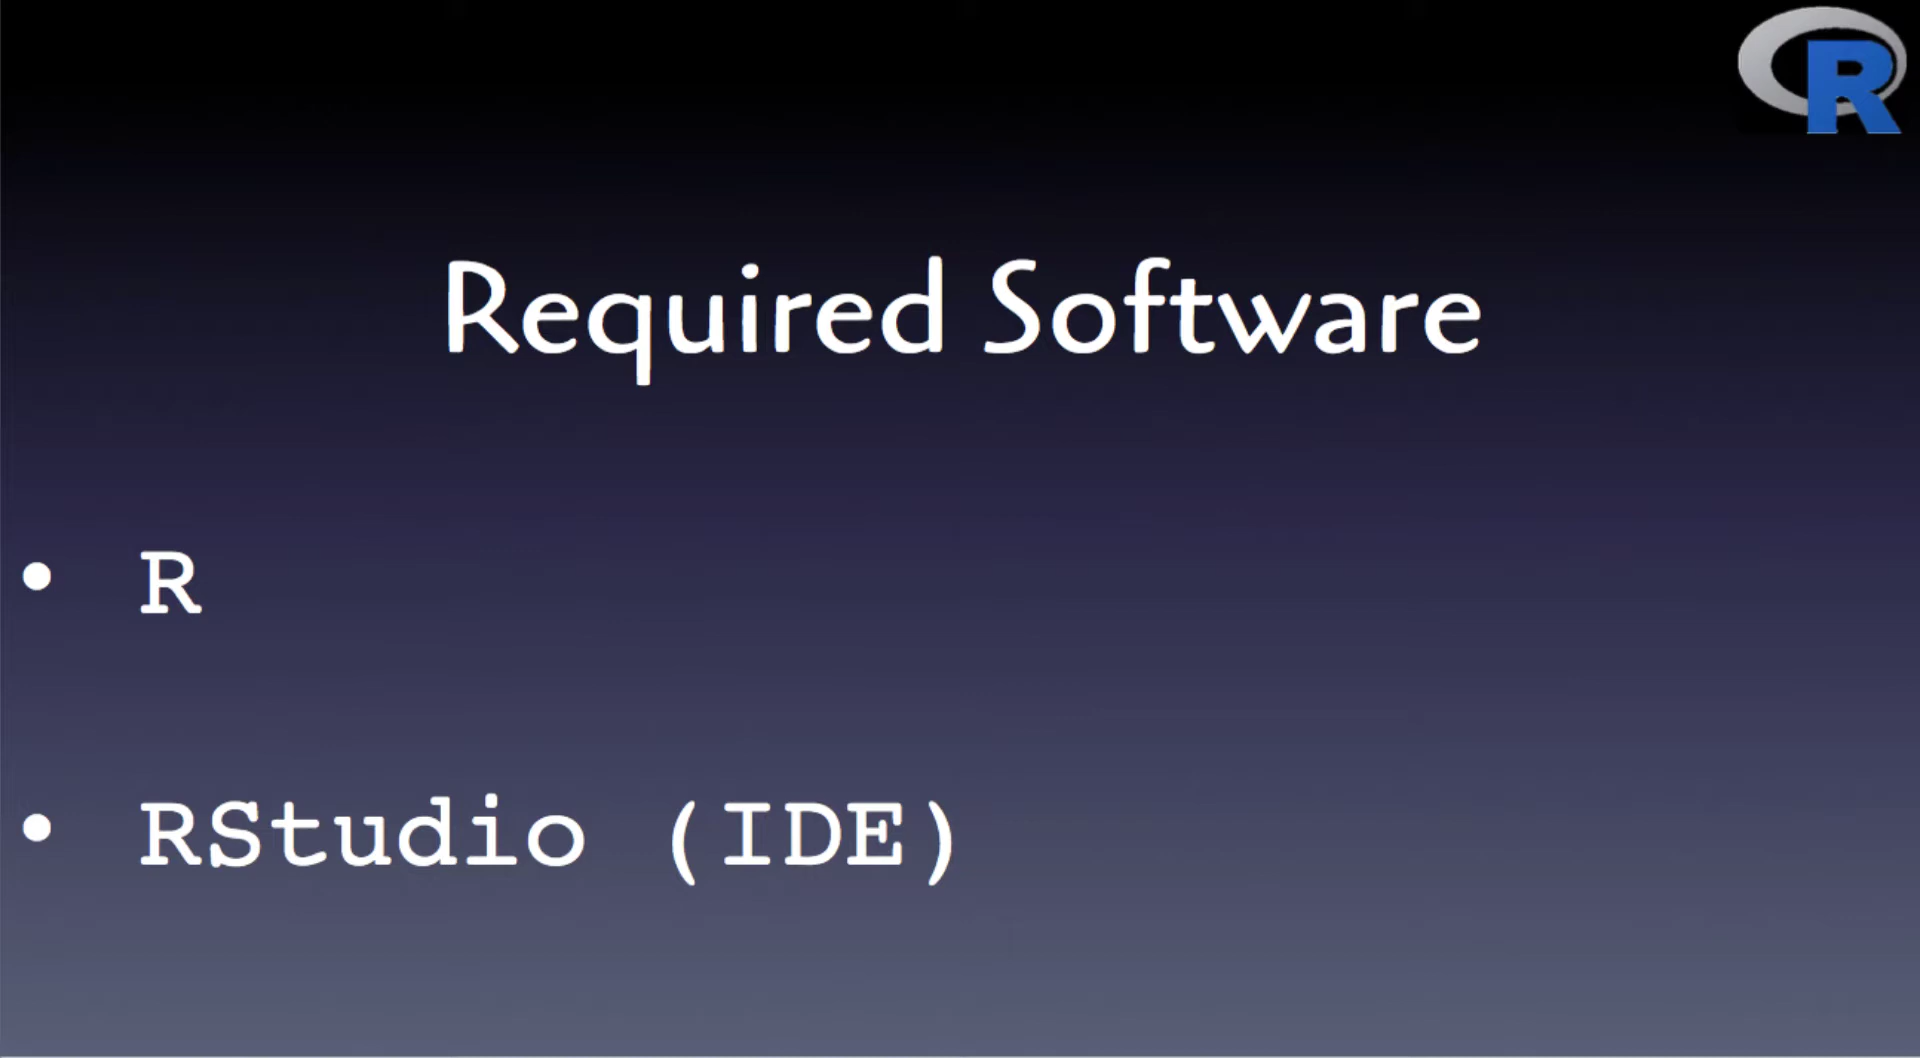 R
Required Software
• R
• RStudio (IDE)